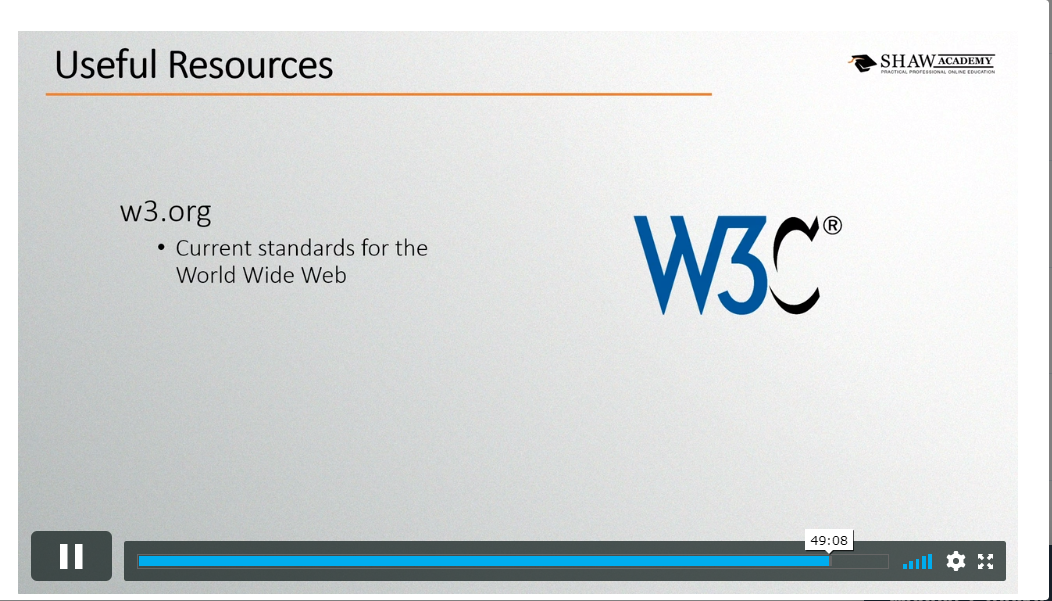 Useful Resources
SHAW ACADEMY
PRACTICAL PROFESSIONAL ONLINE EDUCATION
w3.org
• Current standards for the
World Wide Web
W3C®
49:08